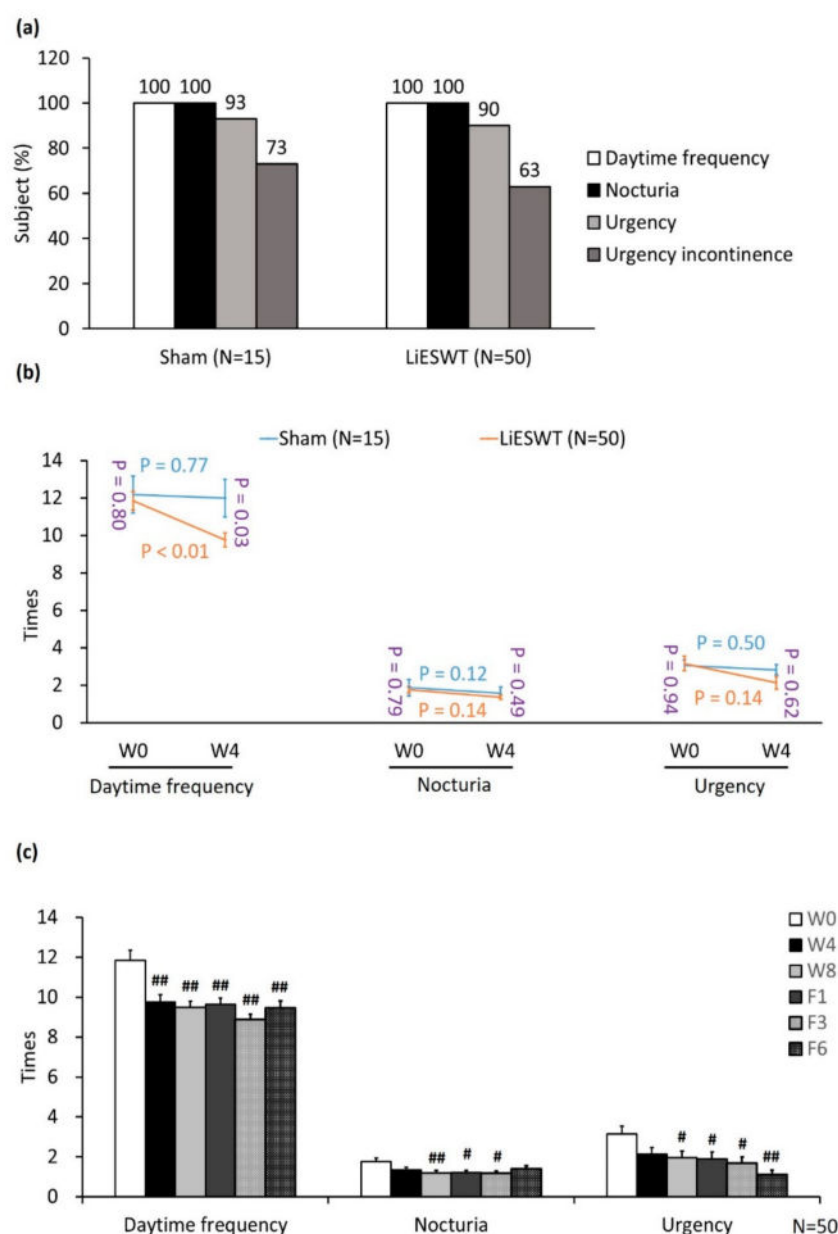 (a)
120
100
80
60
40
20
0
Subject (%)
100 100 93 73
100 100 90 63
Sham (N=15) LiESWT (N=50)
Daytime frequency
Nocturia
Urgency
Urgency incontinence
(b)
Sham (N=15) LiESWT (N=50)
14
12
10
8
6
4
2
0
Times
P = 0.80
P = 0.77
P < 0.01
P = 0.03
P = 0.79
P = 0.12
P = 0.14
P = 0.49
P = 0.94
P = 0.50
P = 0.14
P = 0.62
W0 W4 W0 W4 W0 W4
Daytime frequency Nocturia Urgency
(c)
14
12
10
8
6
4
2
0
Times
## ## ## ## ##
## # #
# # # ##
W0
W4
W8
F1
F3
F6
Daytime frequency Nocturia Urgency N=50